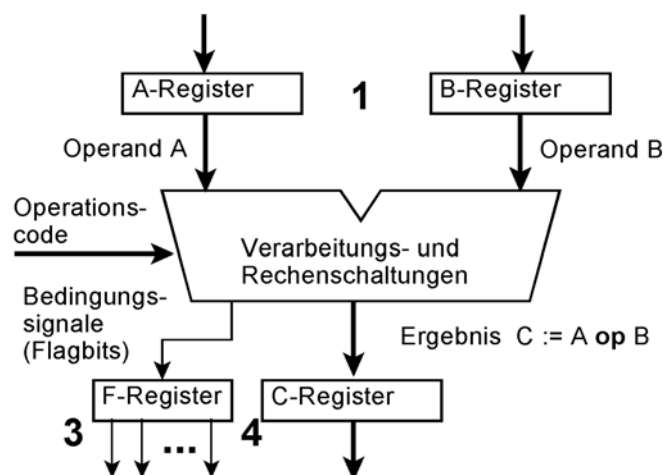 A-Register
1
B-Register
Operand A
Operand B
Operations-
code
Verarbeitungs- und
Rechenschaltungen
Bedingungs-
signale
(Flagbits)
Ergebnis C := A op B
F-Register
C-Register
3
...
4